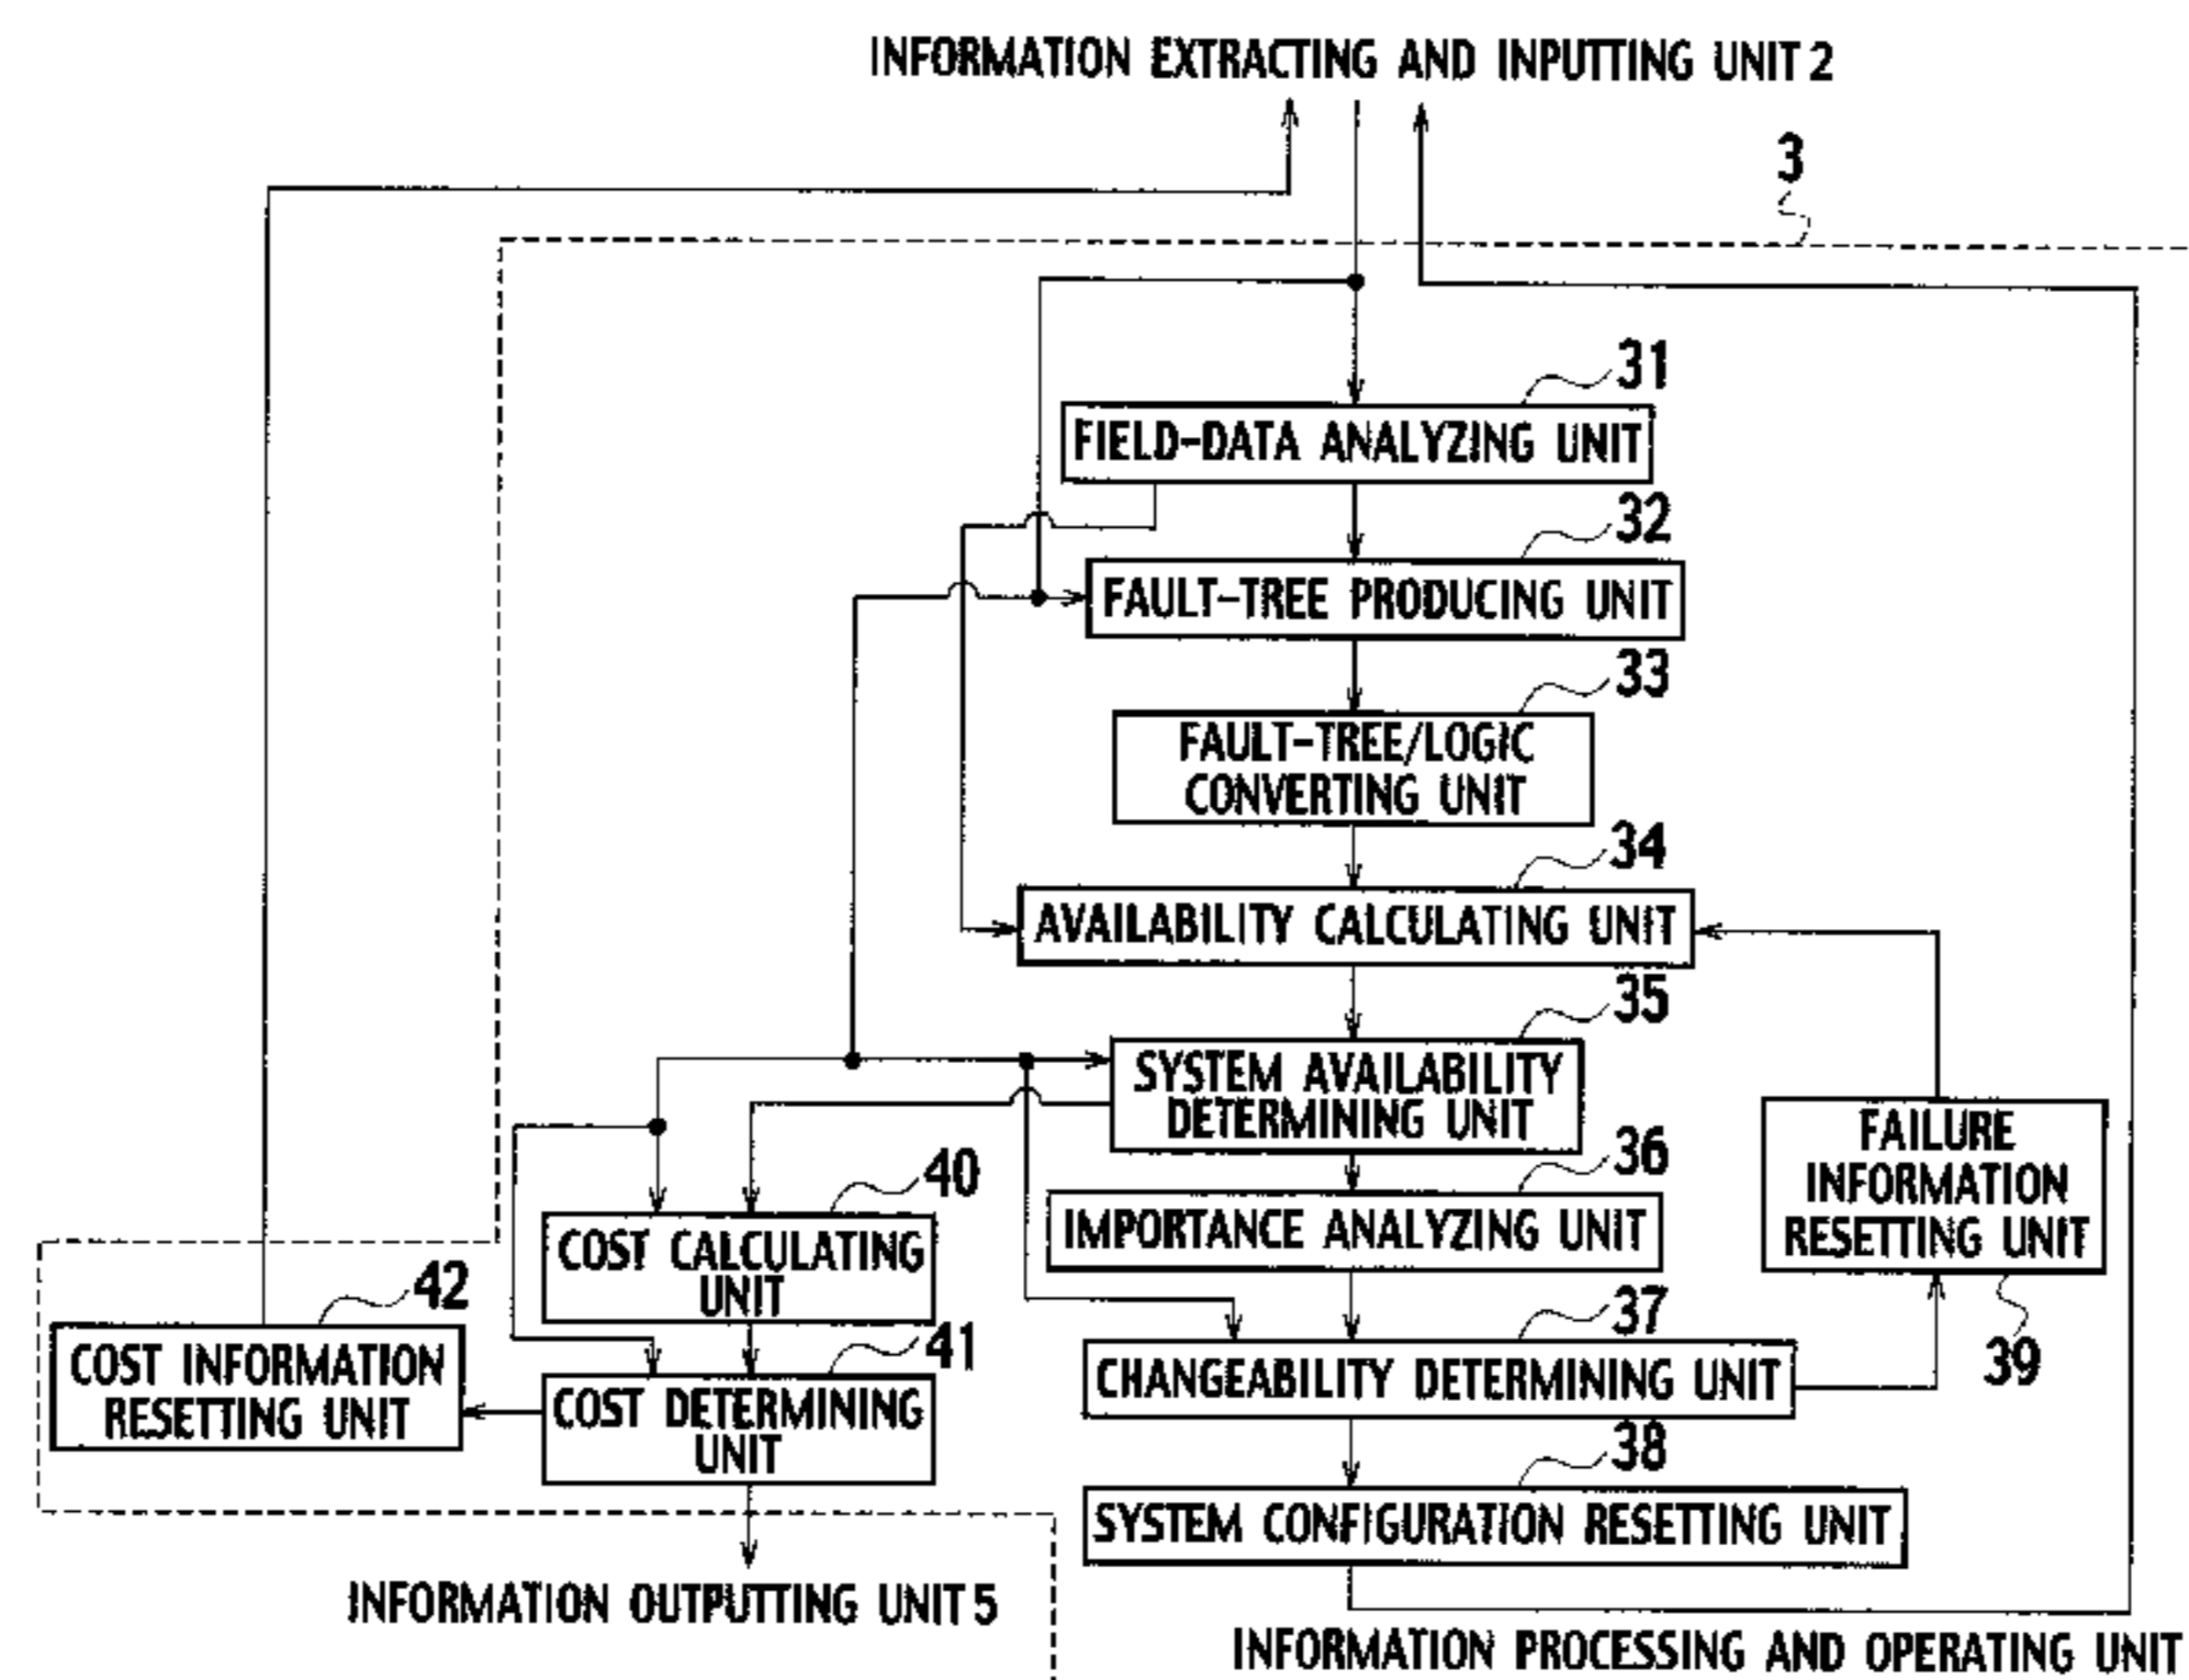 INFORMATION EXTRACTING AND INPUTTING UNIT 2
3
31
FIELD-DATA ANALYZING UNIT
32
FAULT-TREE PRODUCING UNIT
33
FAULT-TREE/LOGIC
CONVERTING UNIT
34
AVAILABILITY CALCULATING UNIT
35
SYSTEM AVAILABILITY
DETERMINING UNIT
36
IMPORTANCE ANALYZING UNIT
FAILURE
INFORMATION
RESETTING UNIT
39
40
COST CALCULATING
UNIT
37
CHANGEABILITY DETERMINING UNIT
42
COST INFORMATION
RESETTING UNIT
41
COST DETERMINING
UNIT
38
SYSTEM CONFIGURATION RESETTING UNIT
INFORMATION OUTPUTTING UNIT 5
INFORMATION PROCESSING AND OPERATING UNIT